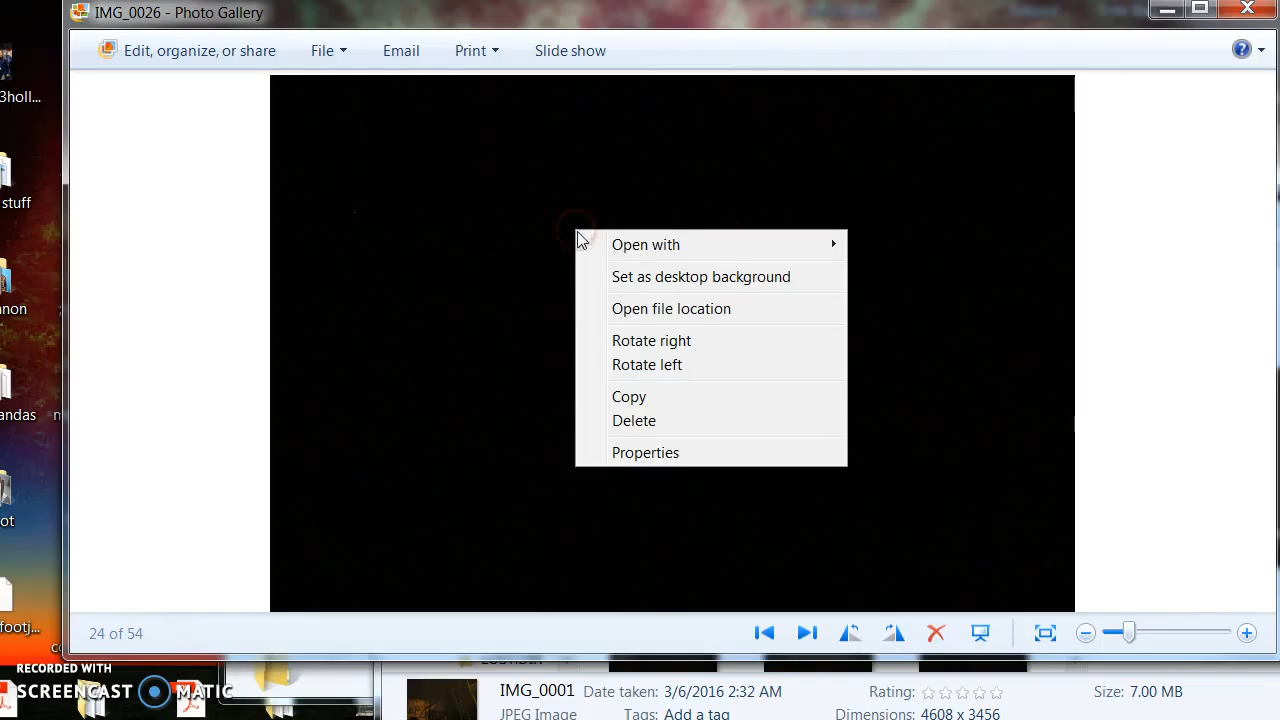 IMG_0026 - Photo Gallery
Edit, organize, or share File Email Print Slide show
3holl...
stuff
Open with
Set as desktop background
Open file location
Rotate right
Rotate left
Copy
Delete
Properties
24 of 54
RECORDED WITH
SCREENCAST MATIC
IMG_0001 Date taken: 3/6/2016 2:32 AM Rating: Size: 7.00 MB
JPEG Image Tags: Add a tag Dimensions: 4608 x 3456